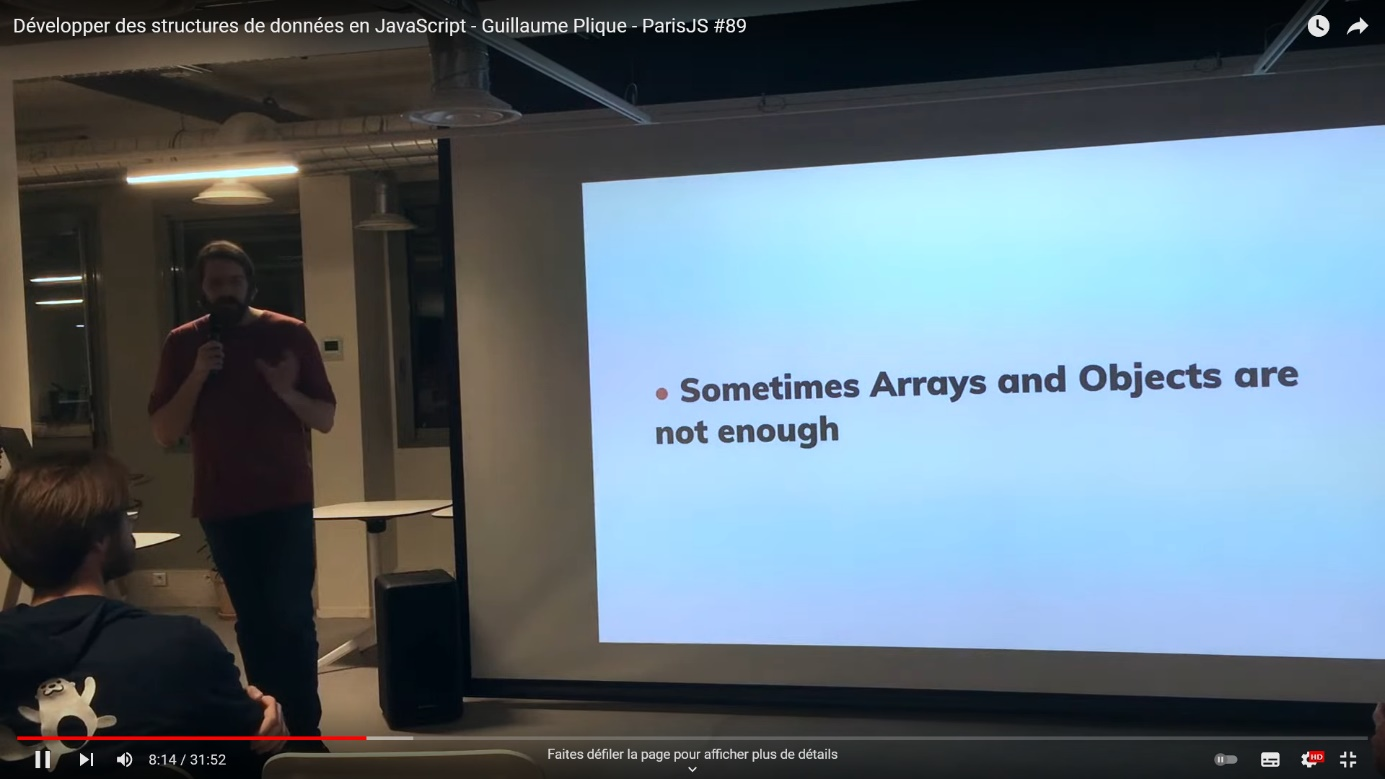 Développer des structures de données en JavaScript - Guillaume Plique - ParisJS #89
• Sometimes Arrays and Objects are
not enough
8:14 / 31:52
Faites défiler la page pour afficher plus de détails
HD